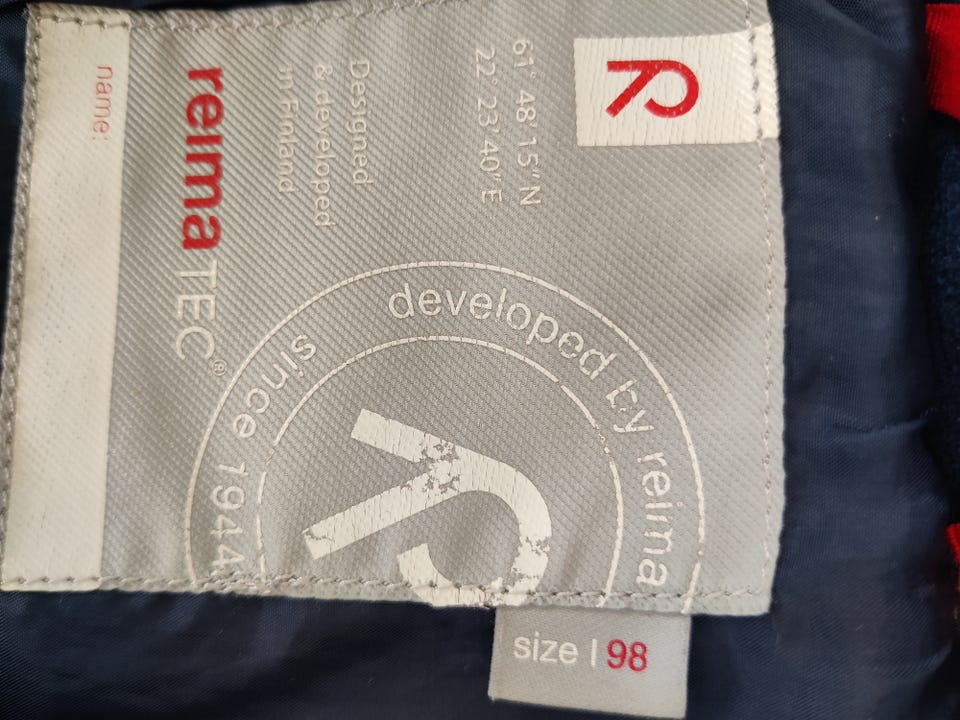 R
61° 48' 15" N
22° 23' 40" E
Designed
& developed
in Finland
reimaTEC®
name:
since 1944
developed by reima
size | 98